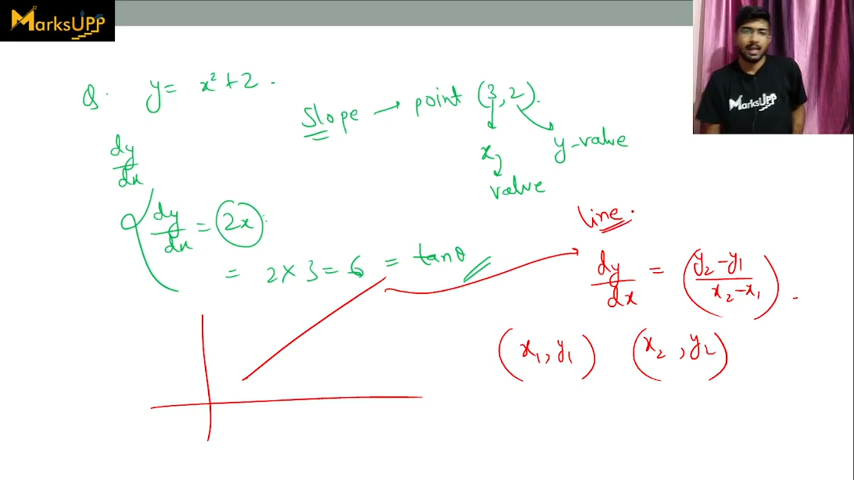 MarksUPP
MarksUPP
Q. y = x² + 2.
Slope → point (3, 2).
x
value
y-value
dy/dx
dy/dx = 2x
= 2 × 3 = 6 = tanθ
line.
dy/dx = (y₂ - y₁ / x₂ - x₁).
(x₁, y₁) (x₂, y₂)